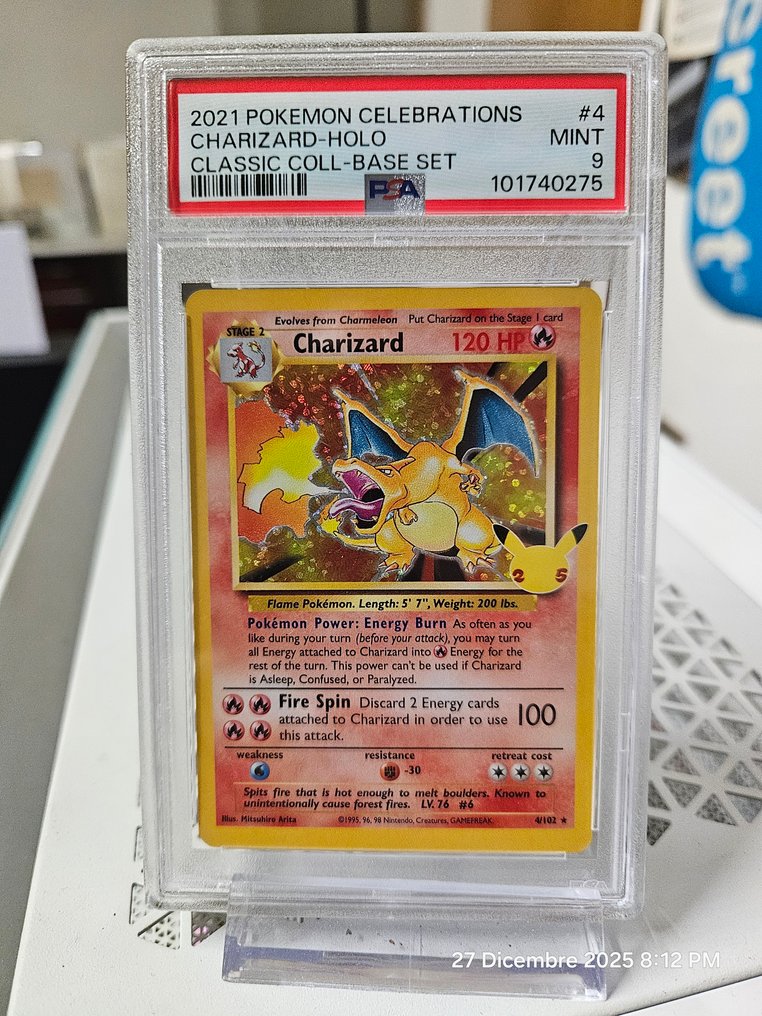 2021 POKEMON CELEBRATIONS #4
CHARIZARD-HOLO MINT
CLASSIC COLL-BASE SET 9
PSA 101740275
Evolves from Charmeleon Put Charizard on the Stage 1 card
STAGE 2 Charizard 120 HP
25
Flame Pokémon. Length: 5' 7", Weight: 200 lbs.
Pokémon Power: Energy Burn As often as you
like during your turn (before your attack), you may turn
all Energy attached to Charizard into Energy for the
rest of the turn. This power can't be used if Charizard
is Asleep, Confused, or Paralyzed.
Fire Spin Discard 2 Energy cards
attached to Charizard in order to use 100
this attack.
weakness resistance retreat cost
-30
Spits fire that is hot enough to melt boulders. Known to
unintentionally cause forest fires. LV. 76 #6
Illus. Mitsuhiro Arita ©1995, 96, 98 Nintendo, Creatures, GAMEFREAK. 4/102 ★
reet
27 Dicembre 2025 8:12 PM